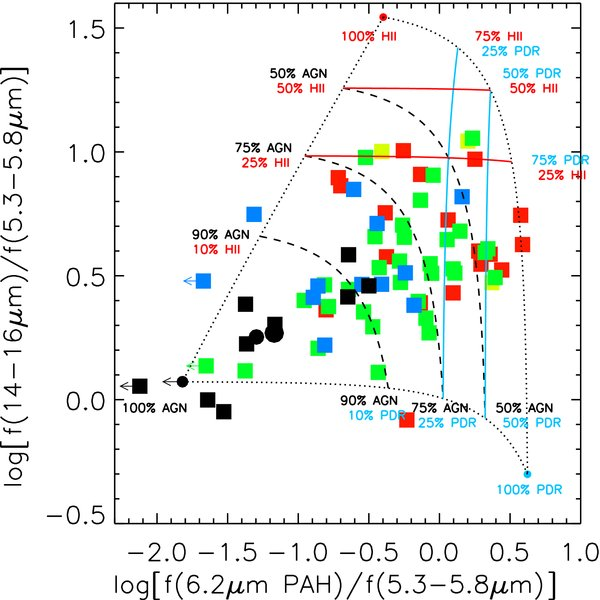 1.5
1.0
0.5
0.0
−0.5
log[f(14−16μm)/f(5.3−5.8μm)]
100% HII
75% HII
25% PDR
50% AGN
50% HII
50% PDR
50% HII
75% AGN
25% HII
75% PDR
25% HII
90% AGN
10% HII
100% AGN
90% AGN
10% PDR
75% AGN
25% PDR
50% AGN
50% PDR
100% PDR
−2.0 −1.5 −1.0 −0.5 0.0 0.5 1.0
log[f(6.2μm PAH)/f(5.3−5.8μm)]